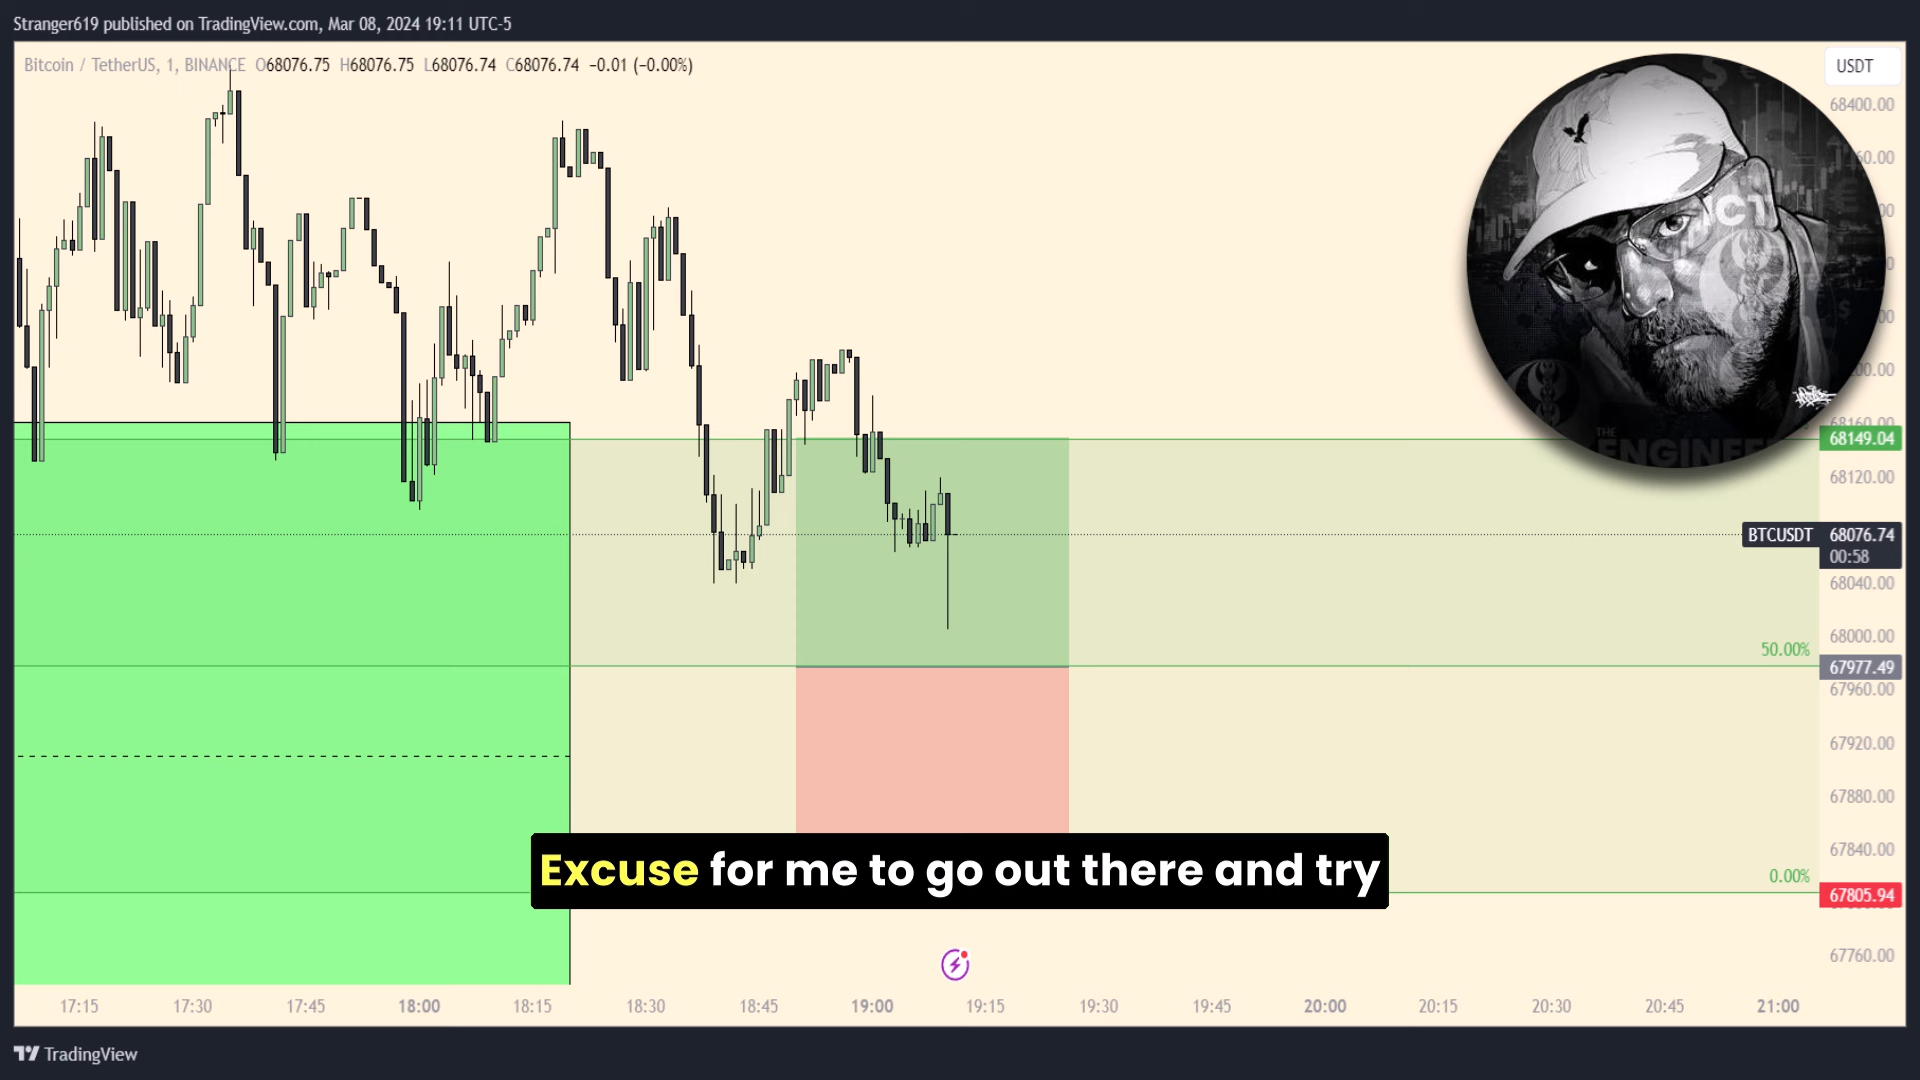 Stranger619 published on TradingView.com, Mar 08, 2024 19:11 UTC-5
Bitcoin / TetherUS, 1, BINANCE O68076.75 H68076.75 L68076.74 C68076.74 −0.01 (−0.00%)
USDT
68400.00
68149.04
68120.00
BTCUSDT 68076.74
00:58
68040.00
68000.00
50.00%
67977.49
67960.00
67920.00
67880.00
67840.00
Excuse for me to go out there and try
0.00%
67805.94
67760.00
17:15 17:30 17:45 18:00 18:15 18:30 18:45 19:00 19:15 19:30 19:45 20:00 20:15 20:30 20:45 21:00
TradingView
THE